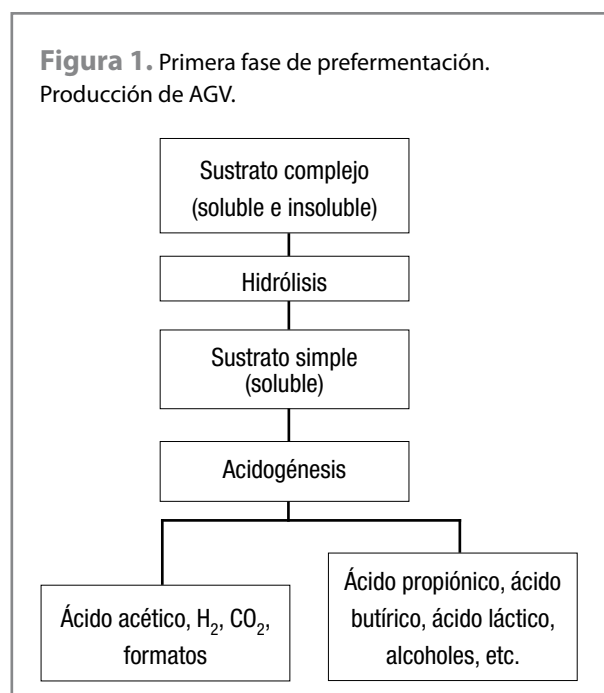 Figura 1. Primera fase de prefermentación.
Producción de AGV.
Sustrato complejo
(soluble e insoluble)
Hidrólisis
Sustrato simple
(soluble)
Acidogénesis
Ácido acético, H₂, CO₂,
formatos
Ácido propiónico, ácido
butírico, ácido láctico,
alcoholes, etc.